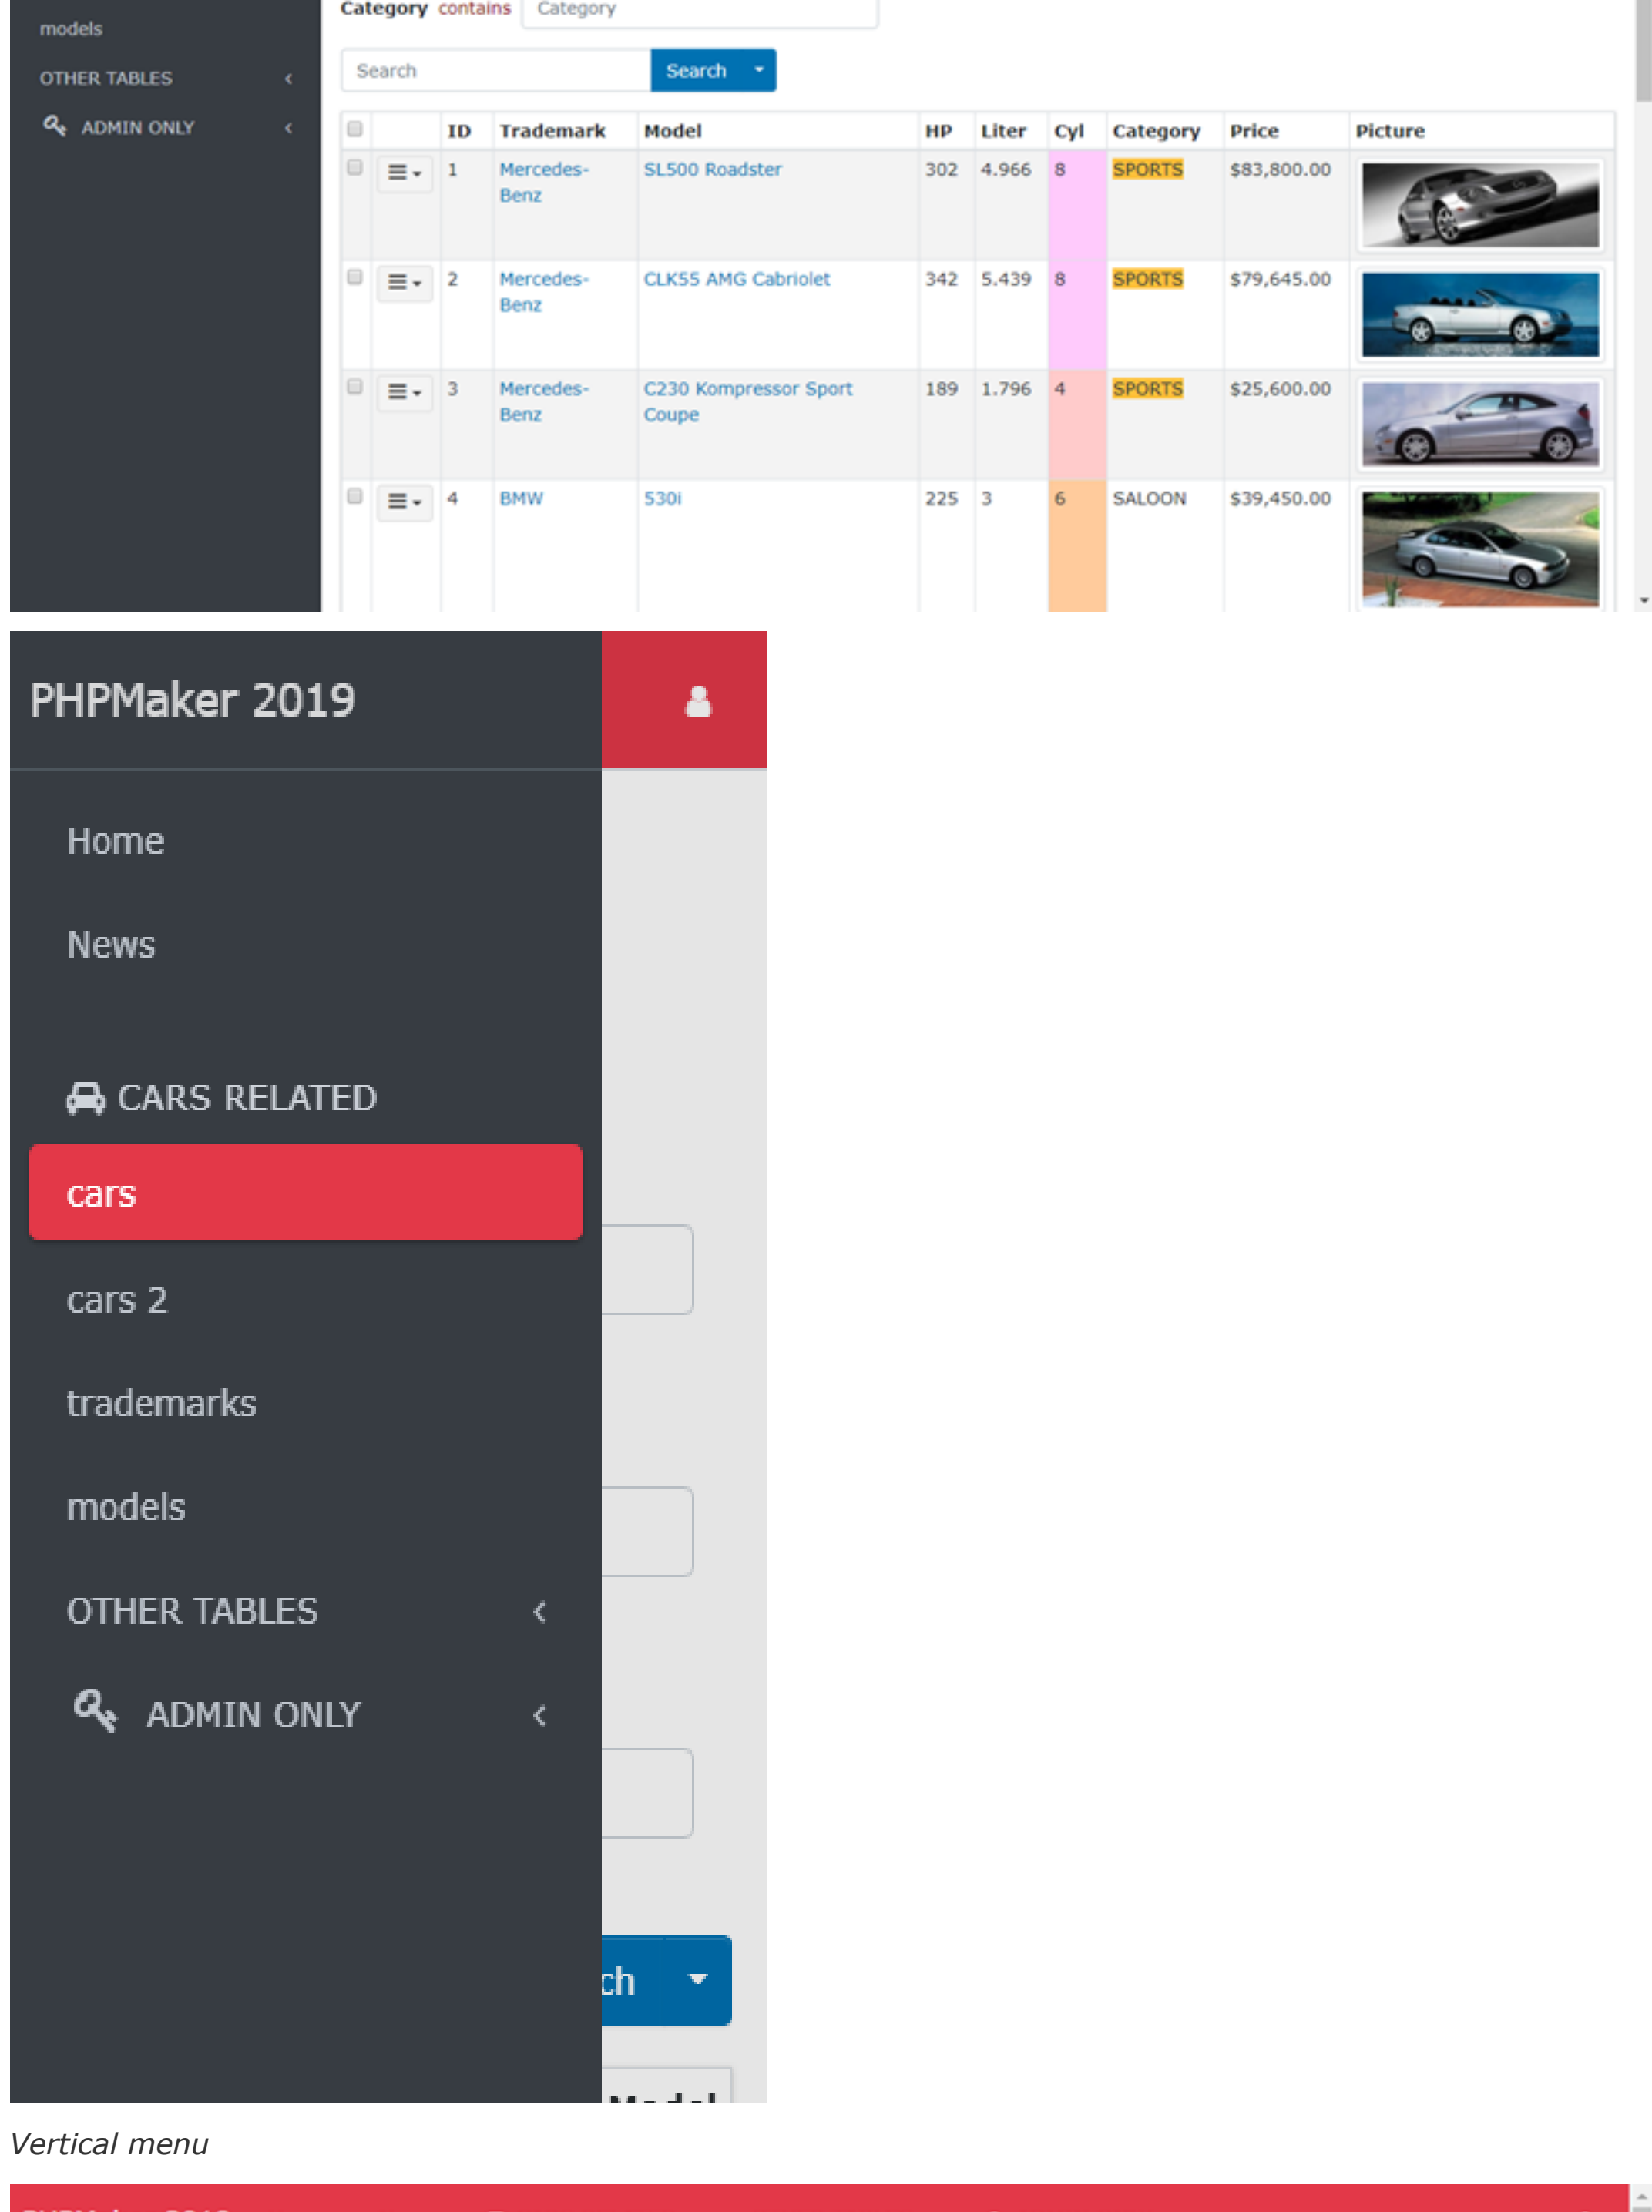 Category contains Category
models
Search Search
OTHER TABLES
ADMIN ONLY
ID Trademark Model HP Liter Cyl Category Price Picture
1 Mercedes- SL500 Roadster 302 4.966 8 SPORTS $83,800.00
Benz
2 Mercedes- CLK55 AMG Cabriolet 342 5.439 8 SPORTS $79,645.00
Benz
3 Mercedes- C230 Kompressor Sport 189 1.796 4 SPORTS $25,600.00
Benz Coupe
4 BMW 530i 225 3 6 SALOON $39,450.00
PHPMaker 2019
Home
News
CARS RELATED
cars
cars 2
trademarks
models
OTHER TABLES
ADMIN ONLY
ch
Model
Vertical menu